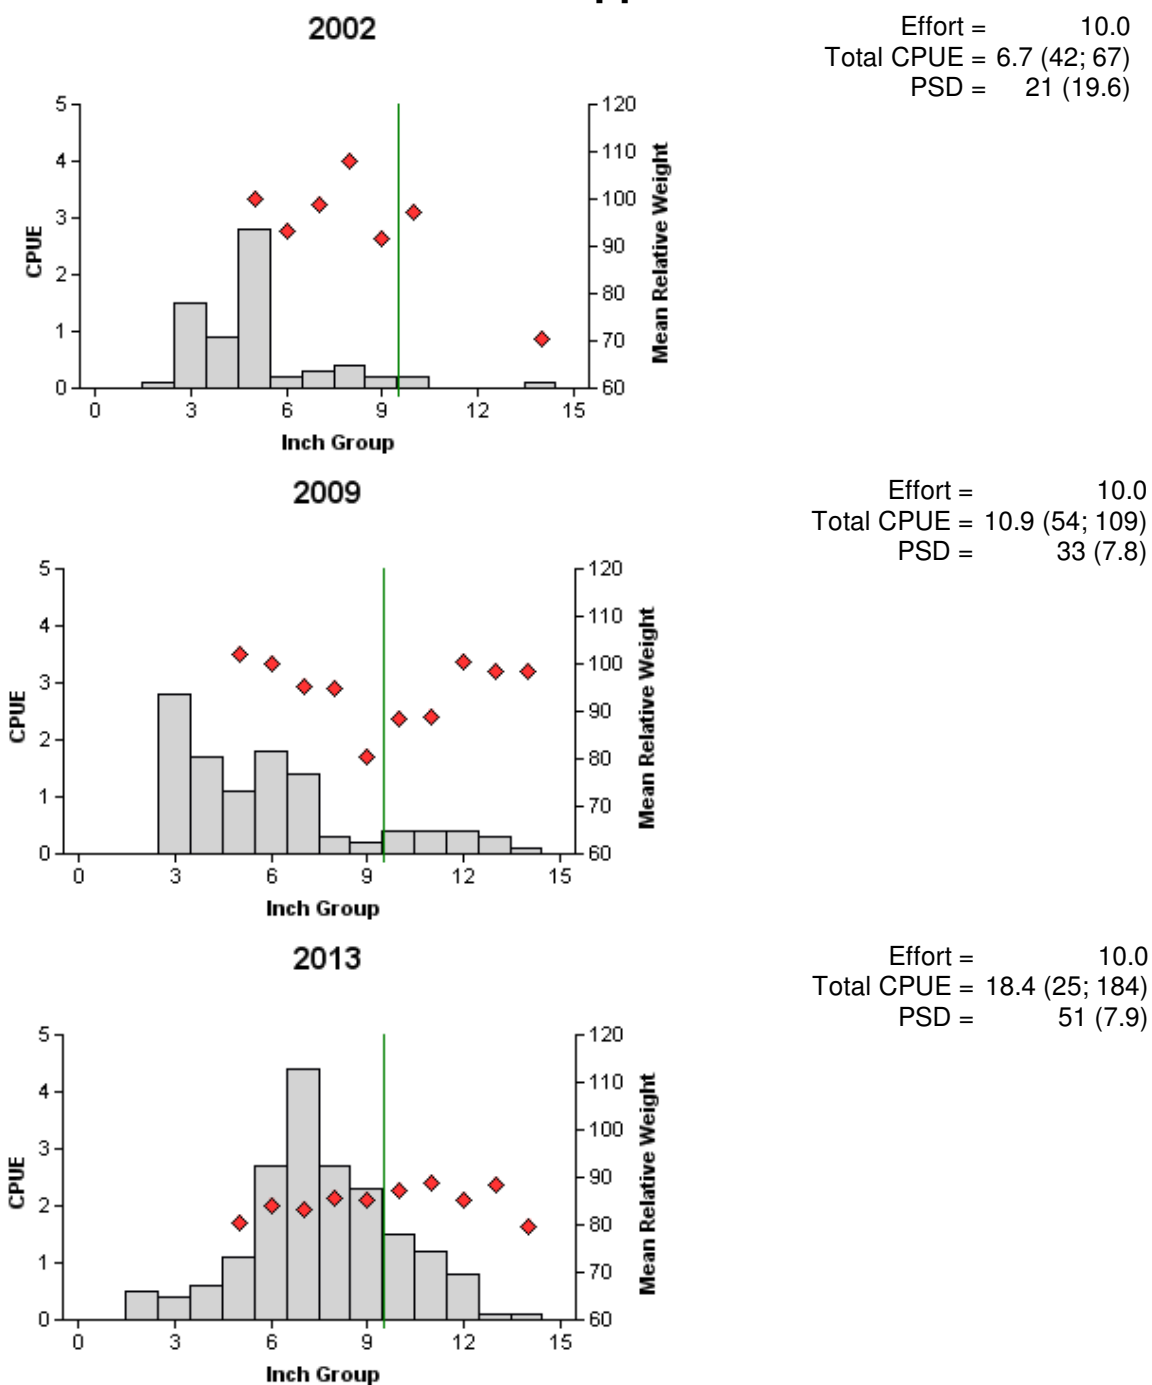 2002
Effort = 10.0
Total CPUE = 6.7 (42; 67)
PSD = 21 (19.6)
5
4
3
2
1
0
CPUE
120
110
100
90
80
70
60
Mean Relative Weight
0 3 6 9 12 15
Inch Group
2009
Effort = 10.0
Total CPUE = 10.9 (54; 109)
PSD = 33 (7.8)
5
4
3
2
1
0
CPUE
120
110
100
90
80
70
60
Mean Relative Weight
0 3 6 9 12 15
Inch Group
2013
Effort = 10.0
Total CPUE = 18.4 (25; 184)
PSD = 51 (7.9)
5
4
3
2
1
0
CPUE
120
110
100
90
80
70
60
Mean Relative Weight
0 3 6 9 12 15
Inch Group